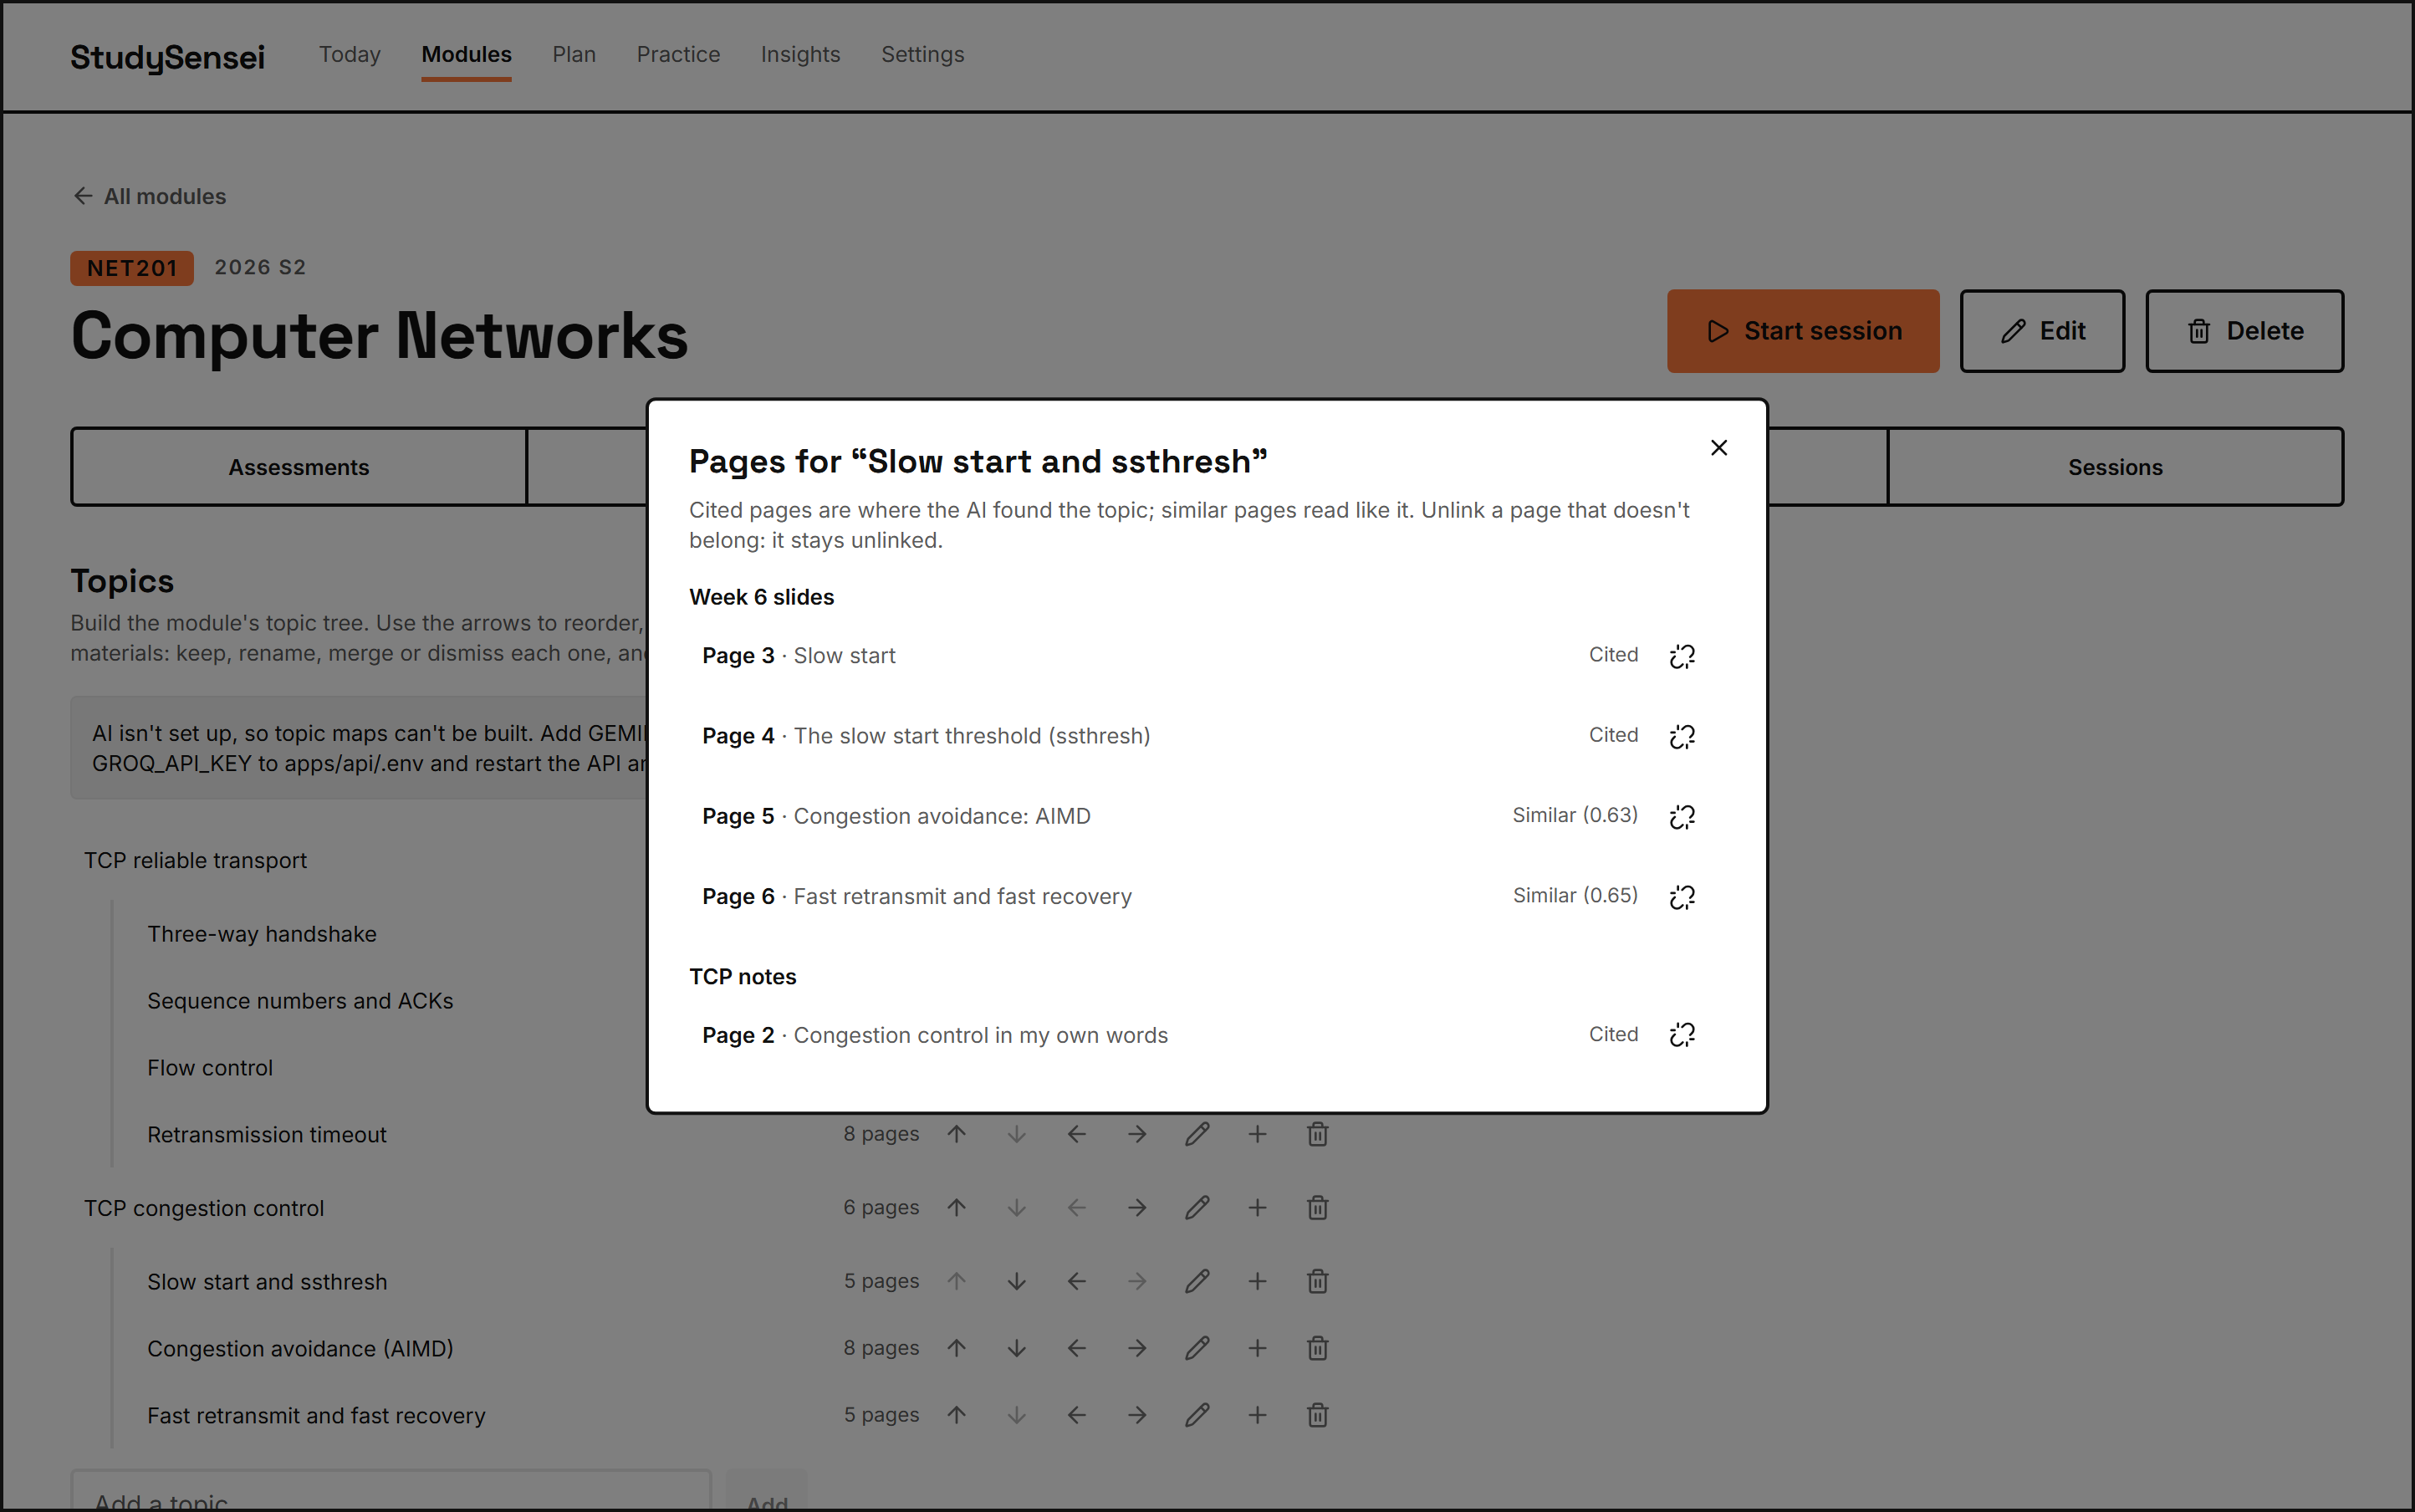 StudySensei Today Modules Plan Practice Insights Settings
All modules
NET201 2026 S2
Computer Networks
Start session Edit Delete
Assessments Sessions
Topics
Build the module's topic tree. Use the arrows to reorder,
materials: keep, rename, merge or dismiss each one,
AI isn't set up, so topic maps can't be built. Add
GROQ_API_KEY to apps/api/.env and restart the API
Pages for “Slow start and ssthresh”
Cited pages are where the AI found the topic; similar pages read like it. Unlink a page that doesn't
belong: it stays unlinked.
Week 6 slides
Page 3 · Slow start Cited
Page 4 · The slow start threshold (ssthresh) Cited
Page 5 · Congestion avoidance: AIMD Similar (0.63)
Page 6 · Fast retransmit and fast recovery Similar (0.65)
TCP notes
Page 2 · Congestion control in my own words Cited
TCP reliable transport
Three-way handshake
Sequence numbers and ACKs
Flow control
Retransmission timeout 8 pages
TCP congestion control 6 pages
Slow start and ssthresh 5 pages
Congestion avoidance (AIMD) 8 pages
Fast retransmit and fast recovery 5 pages
Add a topic Add